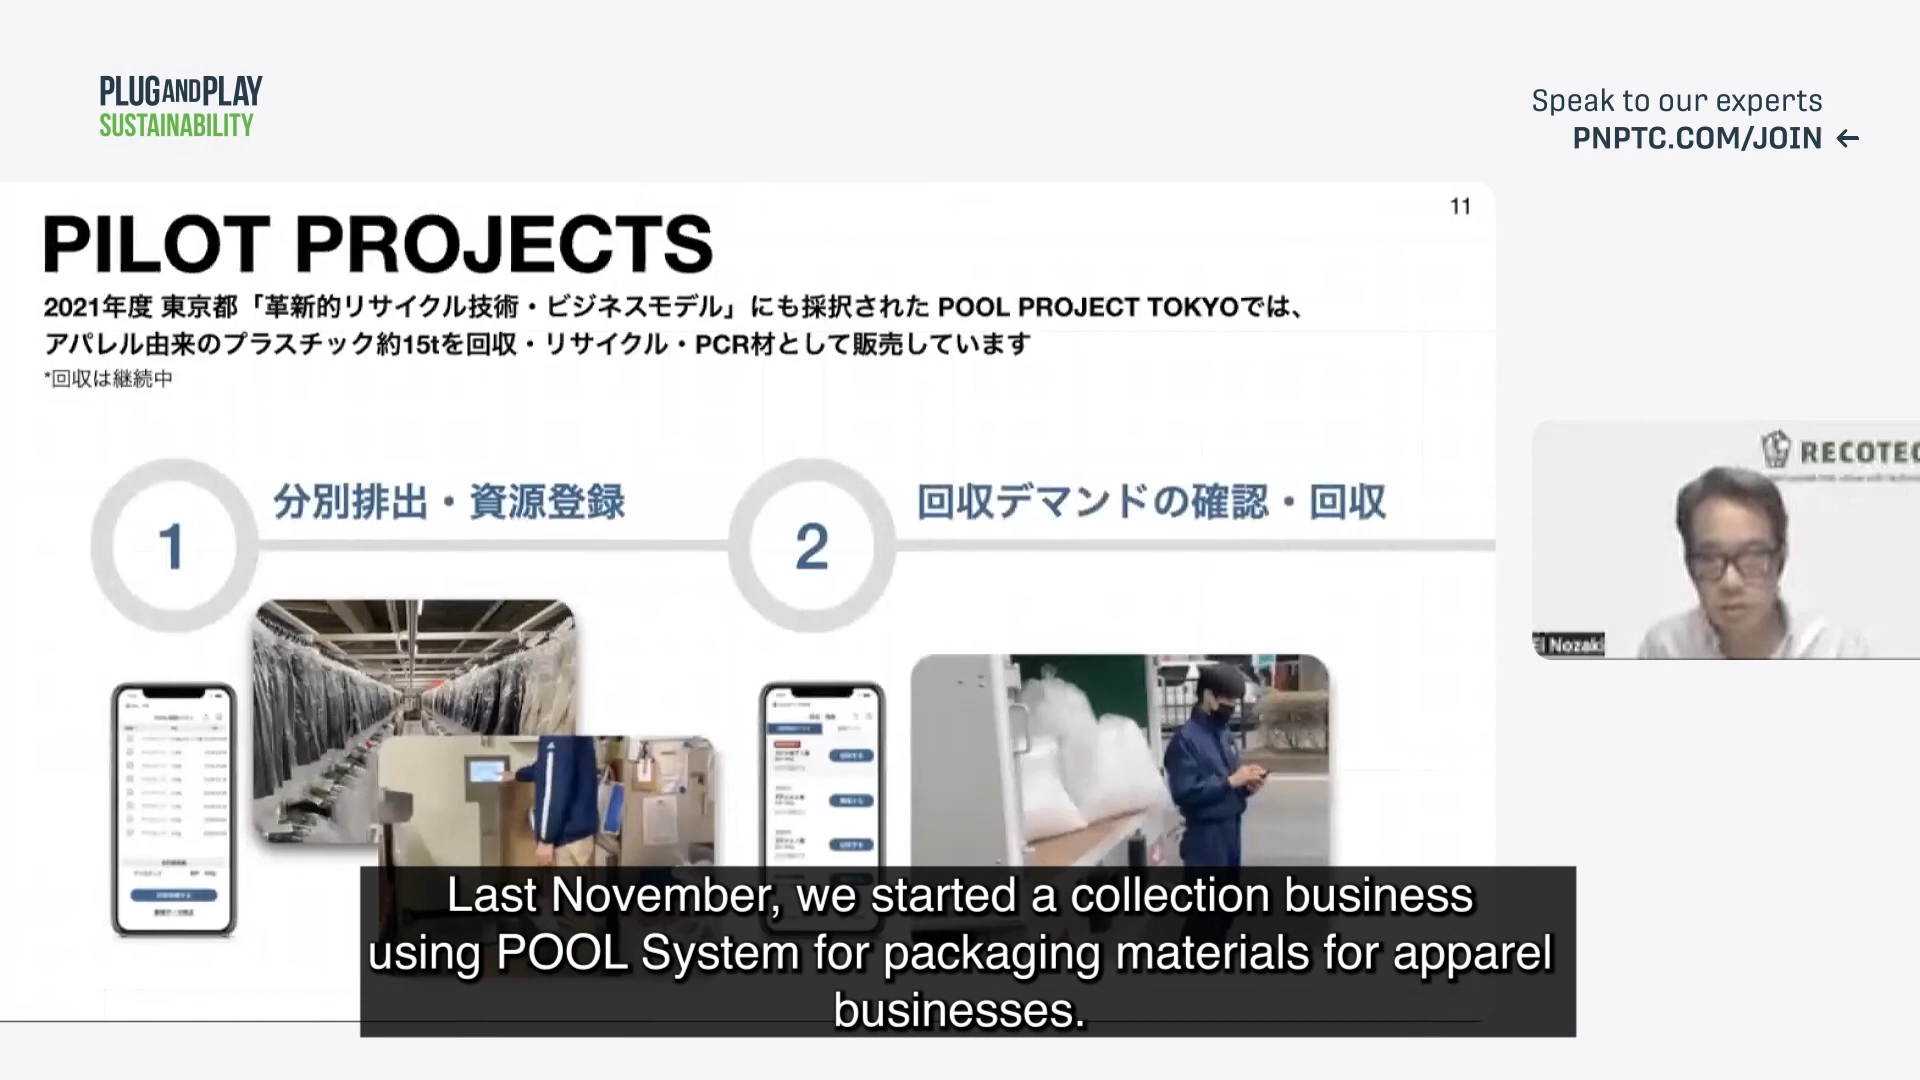 PLUGANDPLAY
SUSTAINABILITY
Speak to our experts
PNPTC.COM/JOIN ←
11
PILOT PROJECTS
2021年度 東京都「革新的リサイクル技術・ビジネスモデル」にも採択された POOL PROJECT TOKYOでは、
アパレル由来のプラスチック約15tを回収・リサイクル・PCR材として販売しています
*回収は継続中
1
分別排出・資源登録
2
回収デマンドの確認・回収
RECOTEC
Nozaki
Last November, we started a collection business
using POOL System for packaging materials for apparel
businesses.